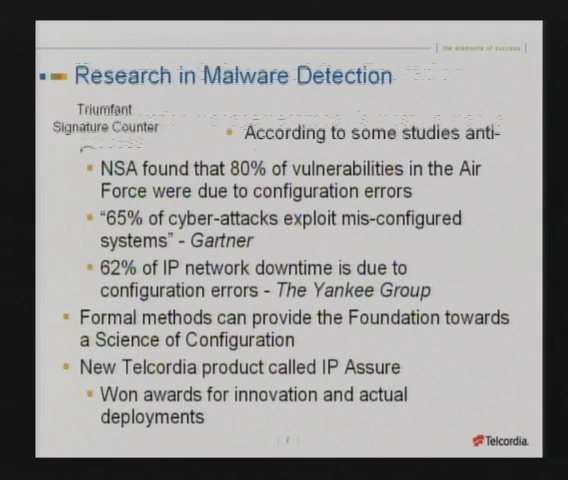 the elements of success
Research in Malware Detection
Triumfant
Signature Counter
According to some studies anti-
NSA found that 80% of vulnerabilities in the Air
Force were due to configuration errors
“65% of cyber-attacks exploit mis-configured
systems” - Gartner
62% of IP network downtime is due to
configuration errors - The Yankee Group
Formal methods can provide the Foundation towards
a Science of Configuration
New Telcordia product called IP Assure
Won awards for innovation and actual
deployments
Telcordia.